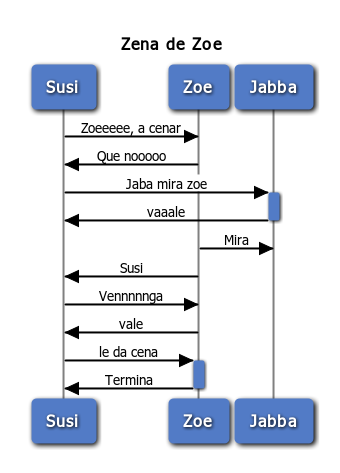 Zena de Zoe
Susi Zoe Jabba
Zoeeeee, a cenar
Que nooooo
Jaba mira zoe
vaaale
Mira
Susi
Vennnnnga
vale
le da cena
Termina
Susi Zoe Jabba